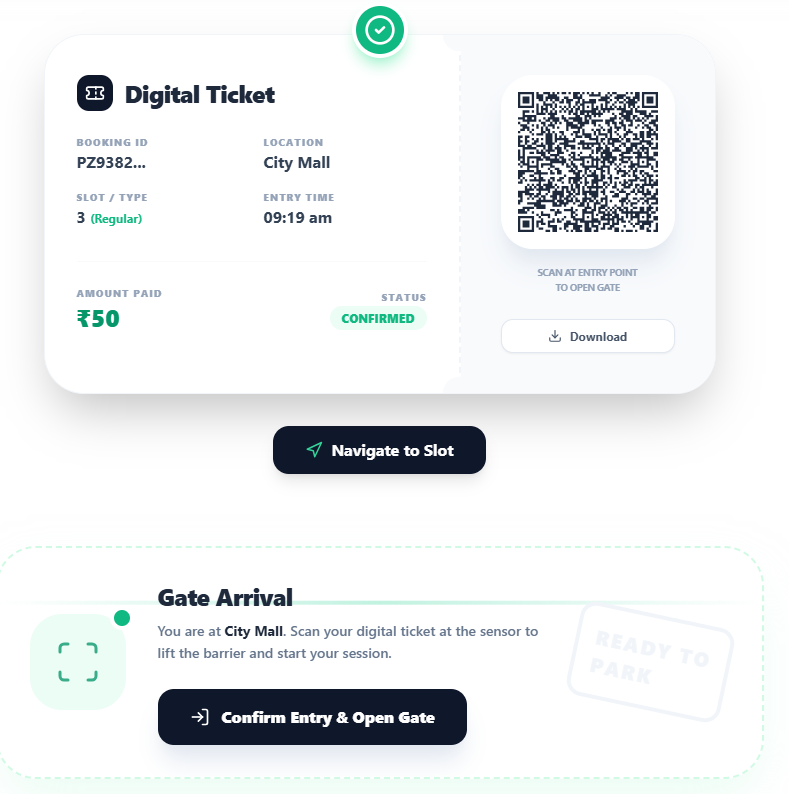 Digital Ticket
BOOKING ID
PZ9382...
LOCATION
City Mall
SLOT / TYPE
3 (Regular)
ENTRY TIME
09:19 am
AMOUNT PAID
₹50
STATUS
CONFIRMED
SCAN AT ENTRY POINT
TO OPEN GATE
Download
Navigate to Slot
Gate Arrival
You are at City Mall. Scan your digital ticket at the sensor to
lift the barrier and start your session.
Confirm Entry & Open Gate
READY TO
PARK